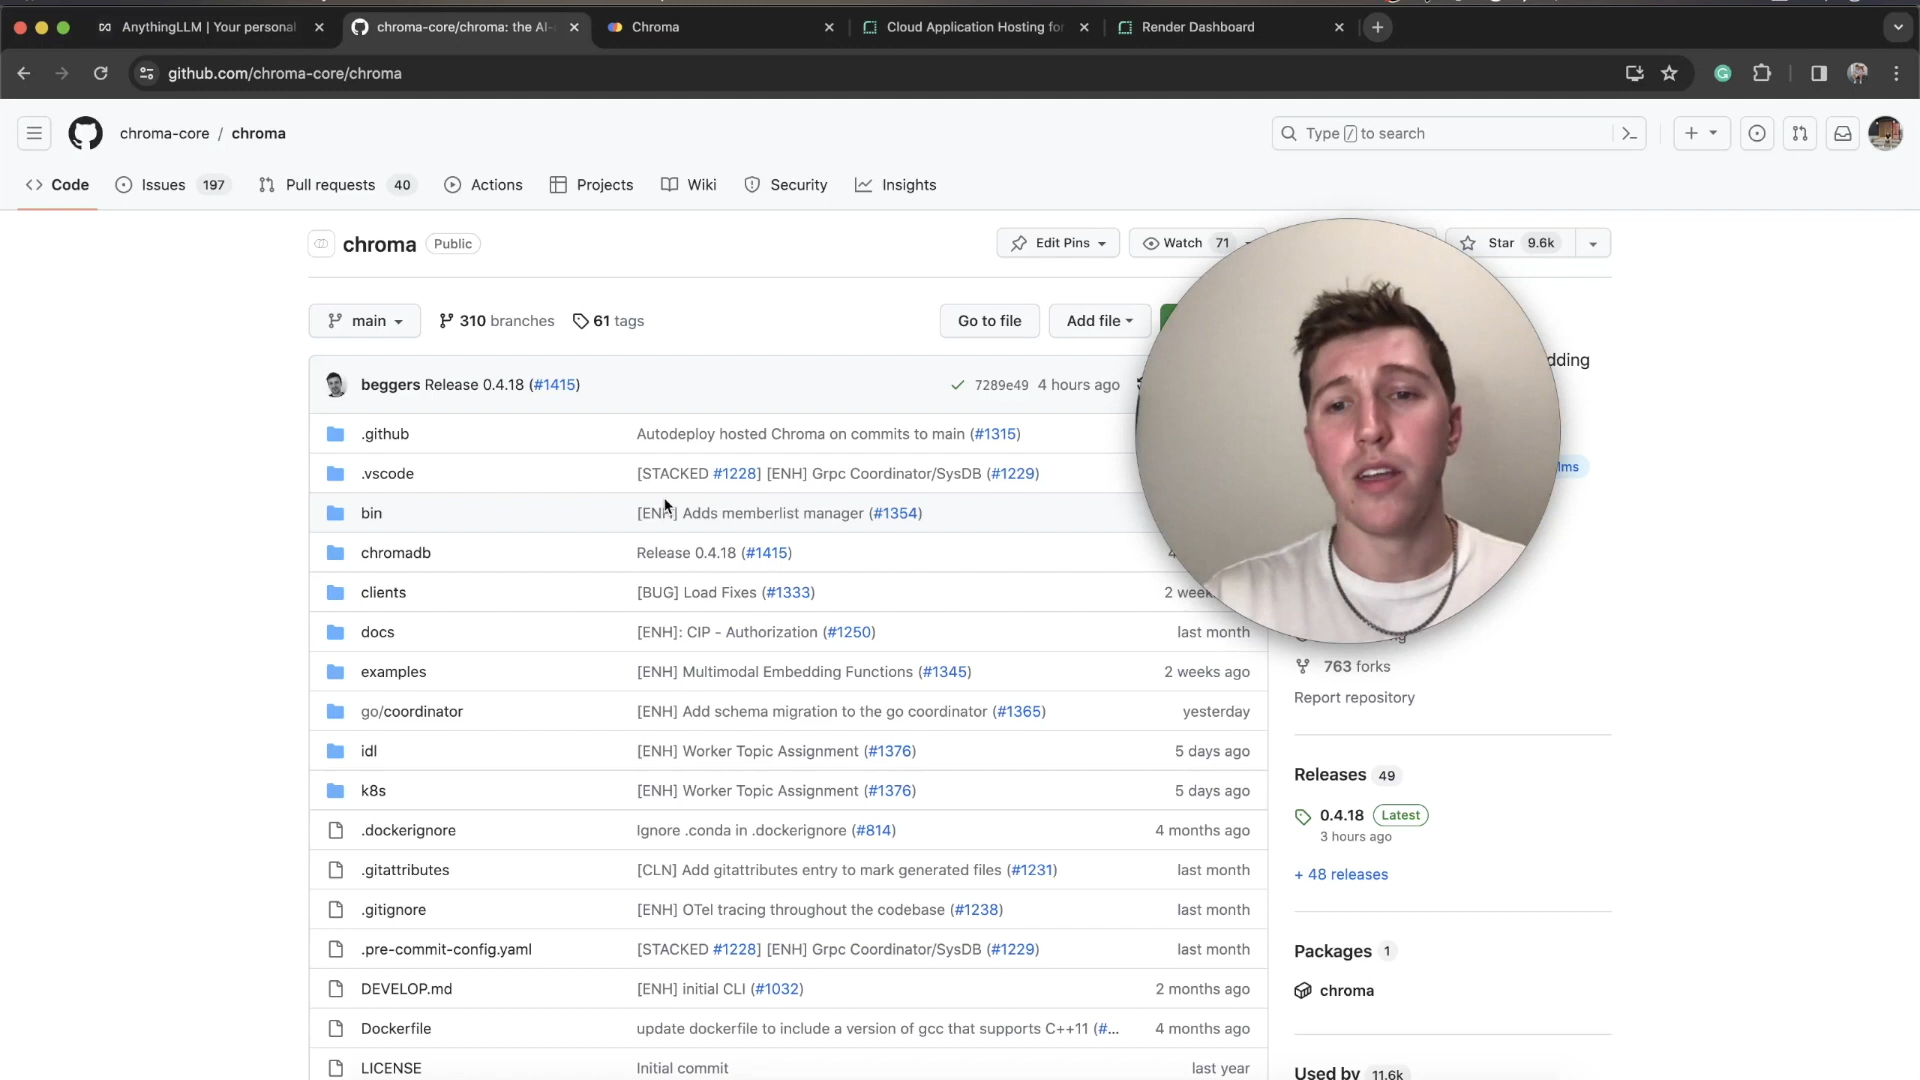 AnythingLLM | Your personal
chroma-core/chroma: the AI-
Chroma
Cloud Application Hosting for
Render Dashboard
github.com/chroma-core/chroma
chroma-core / chroma
Type / to search
Code
Issues 197
Pull requests 40
Actions
Projects
Wiki
Security
Insights
chroma Public
Edit Pins
Watch 71
Star 9.6k
main
310 branches
61 tags
Go to file
Add file
beggers Release 0.4.18 (#1415)
7289e49 4 hours ago
.github Autodeploy hosted Chroma on commits to main (#1315)
.vscode [STACKED #1228] [ENH] Grpc Coordinator/SysDB (#1229)
bin [ENH] Adds memberlist manager (#1354)
chromadb Release 0.4.18 (#1415)
clients [BUG] Load Fixes (#1333) 2 week
docs [ENH]: CIP - Authorization (#1250) last month
examples [ENH] Multimodal Embedding Functions (#1345) 2 weeks ago
go/coordinator [ENH] Add schema migration to the go coordinator (#1365) yesterday
idl [ENH] Worker Topic Assignment (#1376) 5 days ago
k8s [ENH] Worker Topic Assignment (#1376) 5 days ago
.dockerignore Ignore .conda in .dockerignore (#814) 4 months ago
.gitattributes [CLN] Add gitattributes entry to mark generated files (#1231) last month
.gitignore [ENH] OTel tracing throughout the codebase (#1238) last month
.pre-commit-config.yaml [STACKED #1228] [ENH] Grpc Coordinator/SysDB (#1229) last month
DEVELOP.md [ENH] initial CLI (#1032) 2 months ago
Dockerfile update dockerfile to include a version of gcc that supports C++11 (#... 4 months ago
LICENSE Initial commit last year
dding
lms
763 forks
Report repository
Releases 49
0.4.18 Latest
3 hours ago
+ 48 releases
Packages 1
chroma
Used by 11.6k